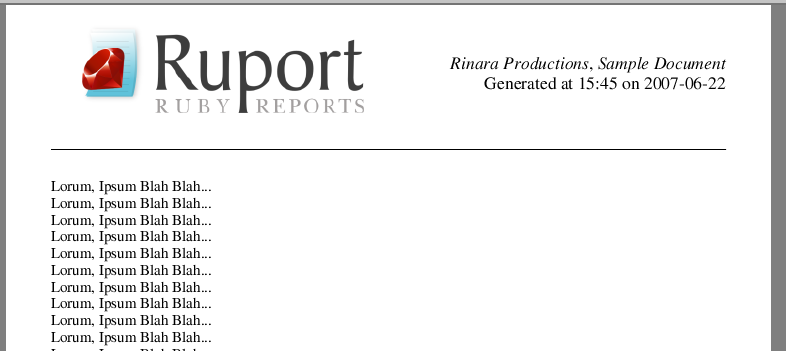 Ruport
RUBY REPORTS
Rinara Productions, Sample Document
Generated at 15:45 on 2007-06-22
Lorum, Ipsum Blah Blah...
Lorum, Ipsum Blah Blah...
Lorum, Ipsum Blah Blah...
Lorum, Ipsum Blah Blah...
Lorum, Ipsum Blah Blah...
Lorum, Ipsum Blah Blah...
Lorum, Ipsum Blah Blah...
Lorum, Ipsum Blah Blah...
Lorum, Ipsum Blah Blah...
Lorum, Ipsum Blah Blah...